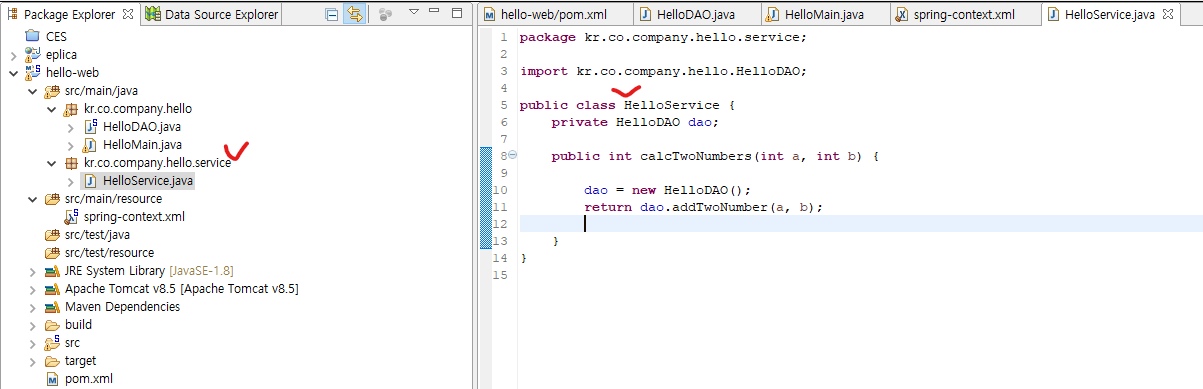 Package Explorer
Data Source Explorer
CES
eplica
hello-web
src/main/java
kr.co.company.hello
HelloDAO.java
HelloMain.java
kr.co.company.hello.service
HelloService.java
src/main/resource
spring-context.xml
src/test/java
src/test/resource
JRE System Library [JavaSE-1.8]
Apache Tomcat v8.5 [Apache Tomcat v8.5]
Maven Dependencies
build
src
target
pom.xml
hello-web/pom.xml
HelloDAO.java
HelloMain.java
spring-context.xml
HelloService.java
1 package kr.co.company.hello.service;
2
3 import kr.co.company.hello.HelloDAO;
4
5 public class HelloService {
6 private HelloDAO dao;
7
8 public int calcTwoNumbers(int a, int b) {
9
10 dao = new HelloDAO();
11 return dao.addTwoNumber(a, b);
12
13 }
14 }
15